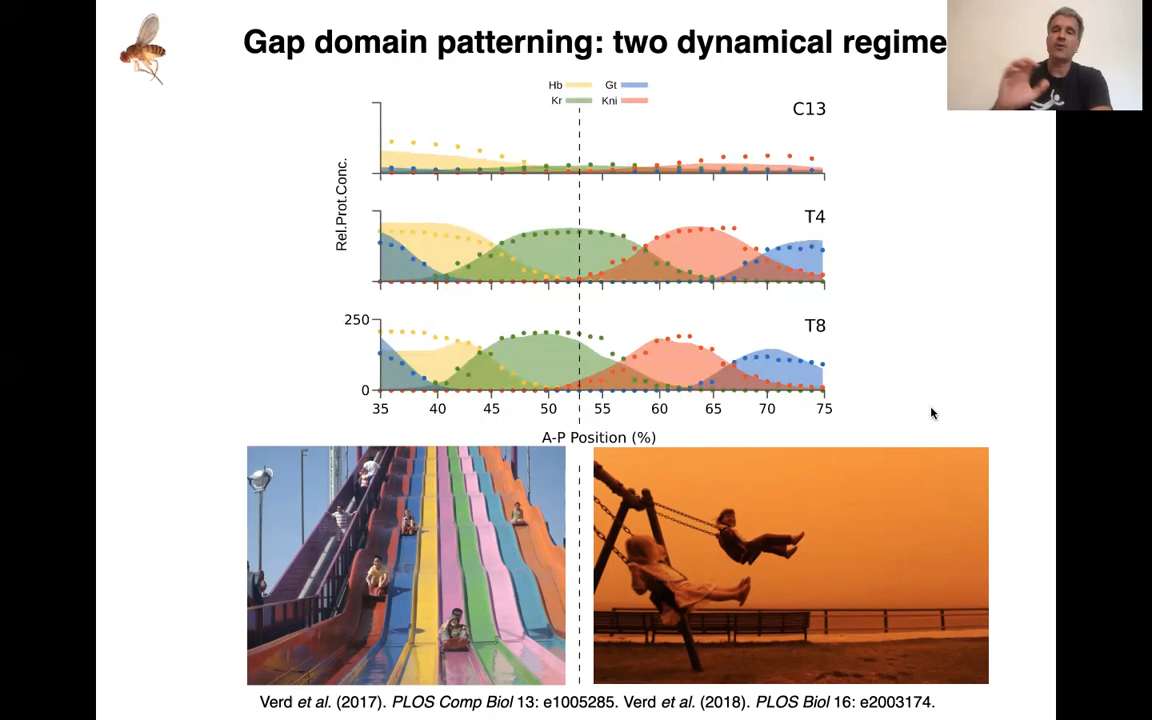 Gap domain patterning: two dynamical regime
Hb Gt
Kr Kni
C13
Rel.Prot.Conc.
T4
T8
250
0
35 40 45 50 55 60 65 70 75
A-P Position (%)
Verd et al. (2017). PLOS Comp Biol 13: e1005285. Verd et al. (2018). PLOS Biol 16: e2003174.